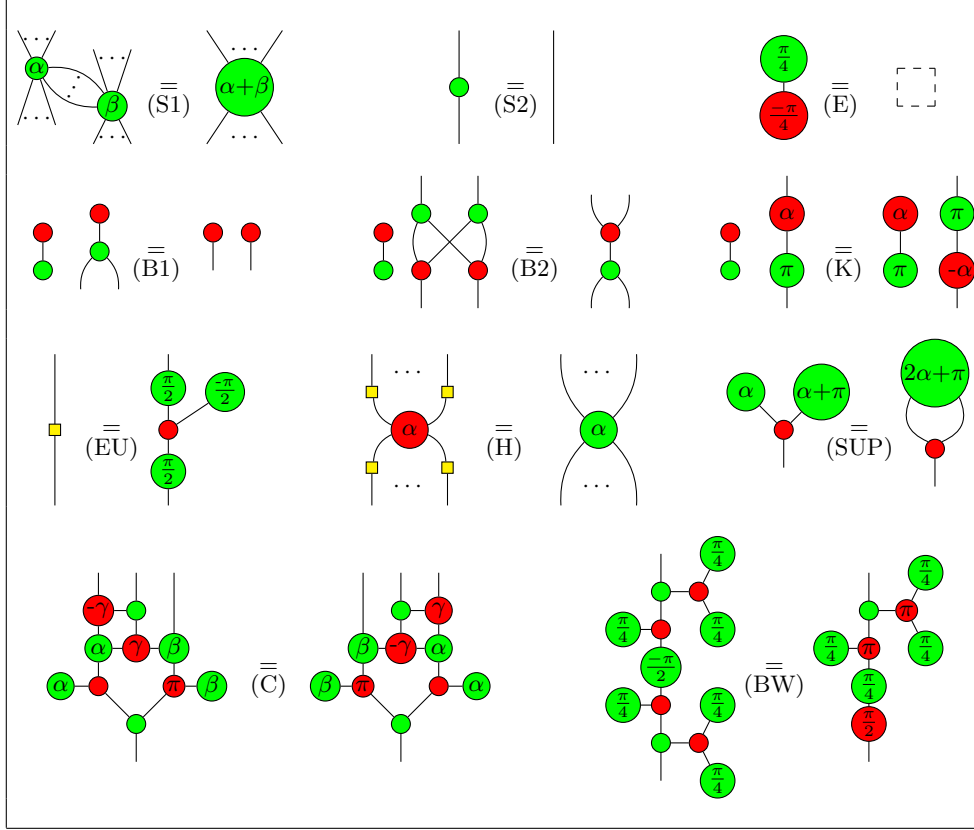 α β = (S1) α+β = (S2) π/4 -π/4 = (E)
= (B1) = (B2) α π = (K) α π π -α
= (EU) π/2 -π/2 π/2 α = (H) α α α+π = (SUP) 2α+π
-γ α γ β α π β = (C) γ β -γ α β π α π/4 π/4 π/4 -π/2 π/4 π/4 π/4 = (BW) π/4 π π/4 π/4 π π/4 π/2